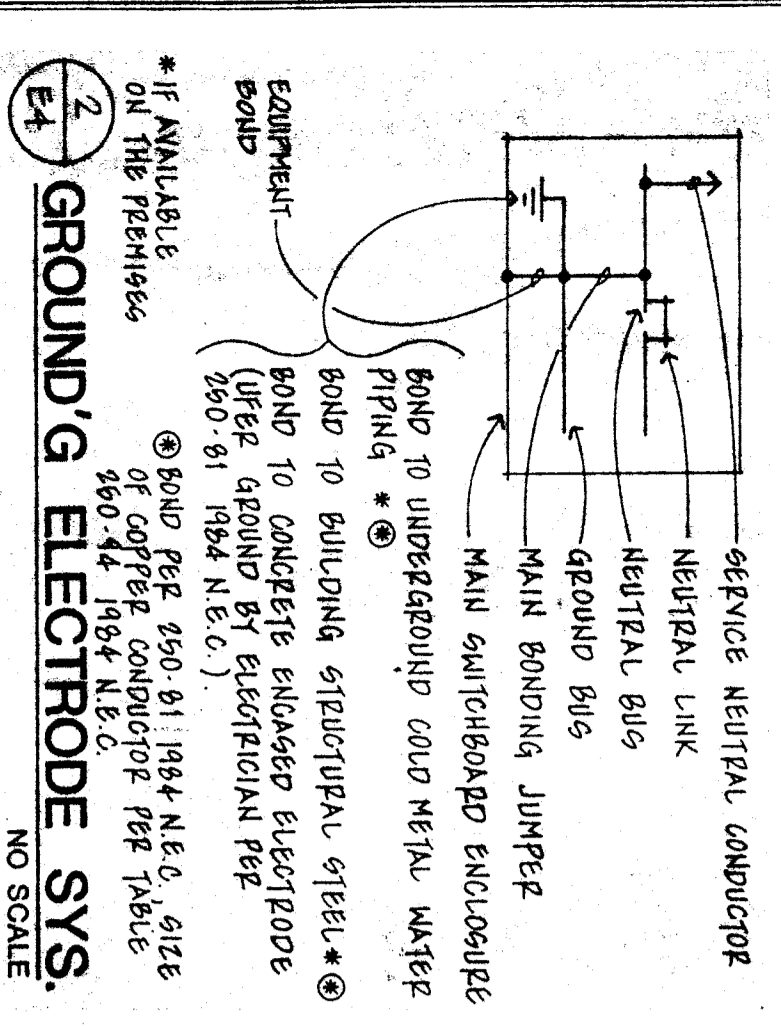 SERVICE NEUTRAL CONDUCTOR
NEUTRAL LINK
NEUTRAL BUS
GROUND BUS
MAIN BONDING JUMPER
MAIN SWITCHBOARD ENCLOSURE
EQUIPMENT
BOND
BOND TO UNDERGROUND COLD METAL WATER
PIPING * ⊛
BOND TO BUILDING STRUCTURAL STEEL * ⊛
BOND TO CONCRETE ENCASED ELECTRODE
(UFER GROUND BY ELECTRICIAN PER
250-81 1984 N.E.C.).
* IF AVAILABLE
ON THE PREMISES
⊛ BOND PER 250-81 1984 N.E.C., SIZE
OF COPPER CONDUCTOR PER TABLE
250-94 1984 N.E.C.
2
E4
GROUND'G ELECTRODE SYS.
NO SCALE